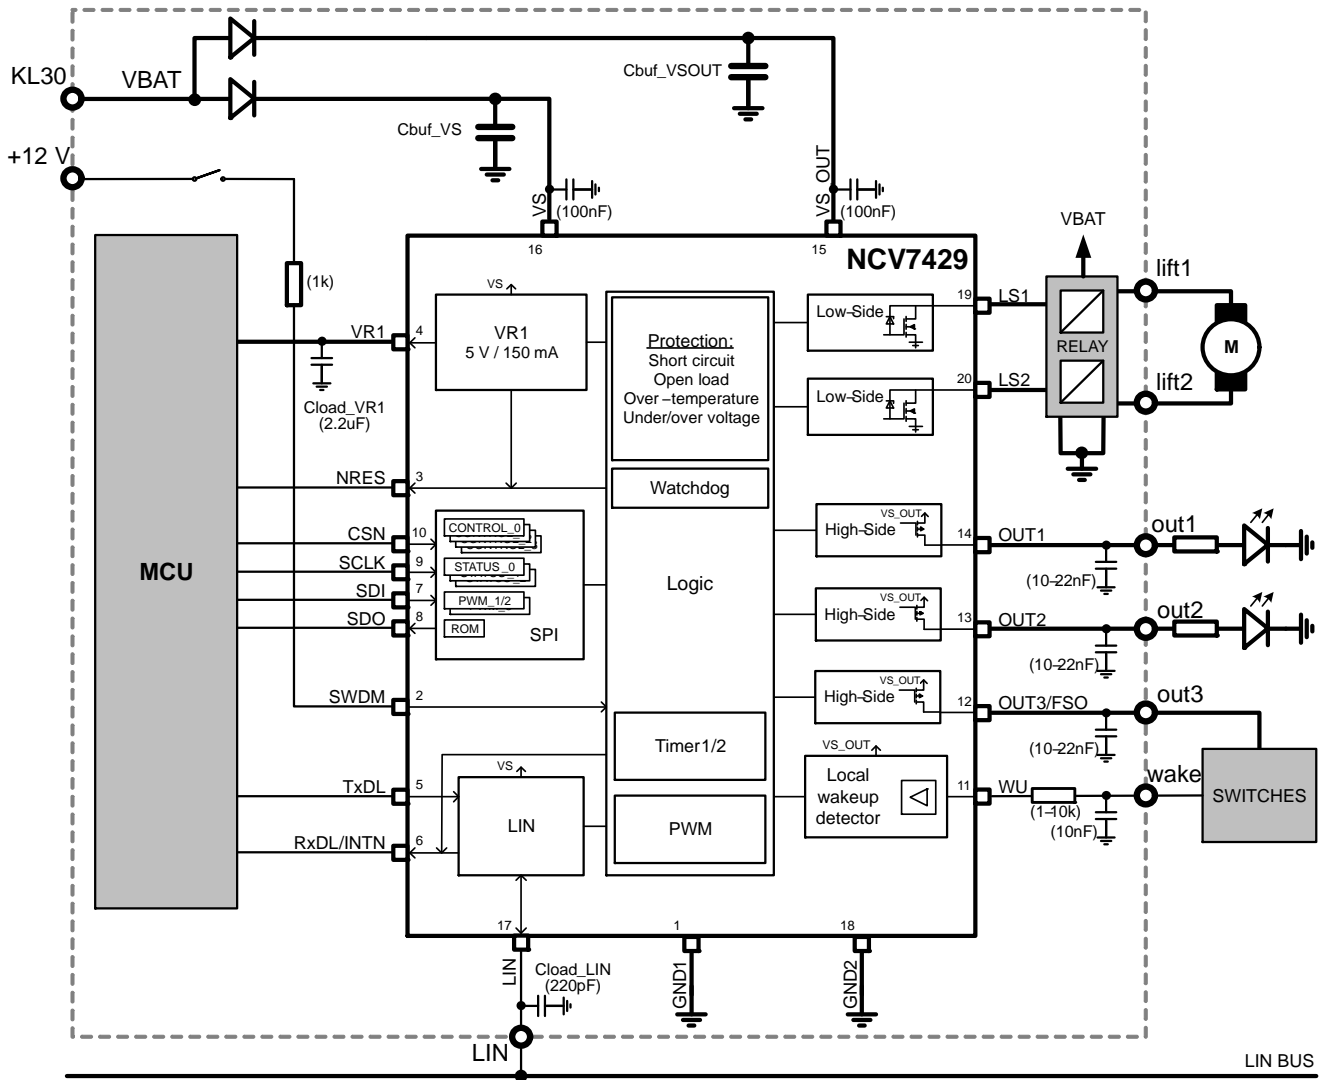 KL30
VBAT
Cbuf_VSOUT
Cbuf_VS
+12 V
VS
(100nF)
VS_OUT
(100nF)
16
15
NCV7429
VBAT
lift1
(1k)
VS
VR1
5 V / 150 mA
Protection:
Short circuit
Open load
Over–temperature
Under/over voltage
Low–Side
19
LS1
VR1
4
RELAY
M
Cload_VR1
(2.2uF)
Low–Side
20
LS2
lift2
NRES
3
Watchdog
MCU
CSN
10
SCLK
9
SDI
7
SDO
8
CONTROL_0
STATUS_0
PWM_1/2
ROM
SPI
Logic
VS_OUT
High–Side
14
OUT1
out1
(10–22nF)
VS_OUT
High–Side
13
OUT2
out2
(10–22nF)
VS_OUT
High–Side
12
OUT3/FSO
out3
(10–22nF)
SWDM
2
Timer1/2
VS_OUT
Local
wakeup
detector
11
WU
(1–10k)
(10nF)
wake
SWITCHES
TxDL
5
VS
LIN
PWM
RxDL/INTN
6
17
1
18
LIN
Cload_LIN
(220pF)
GND1
GND2
LIN
LIN BUS